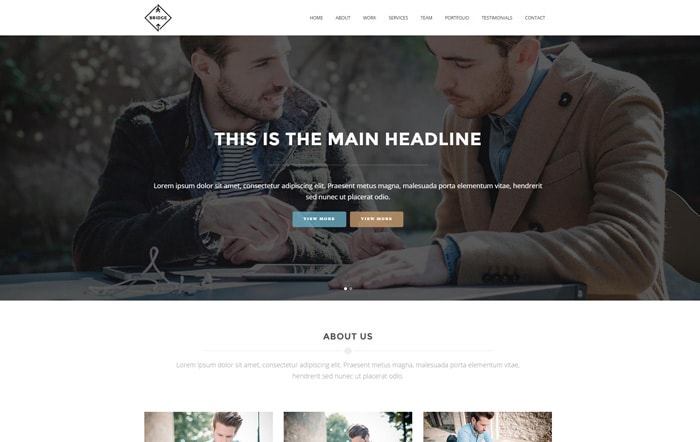 BRIDGE
HOME ABOUT WORK SERVICES TEAM PORTFOLIO TESTIMONIALS CONTACT
THIS IS THE MAIN HEADLINE
Lorem ipsum dolor sit amet, consectetur adipiscing elit. Praesent metus magna, malesuada porta elementum vitae, hendrerit
sed nunc ut placerat odio.
VIEW MORE VIEW MORE
ABOUT US
Lorem ipsum dolor sit amet, consectetur adipiscing elit. Praesent metus magna, malesuada porta elementum vitae,
hendrerit sed nunc ut placerat odio.